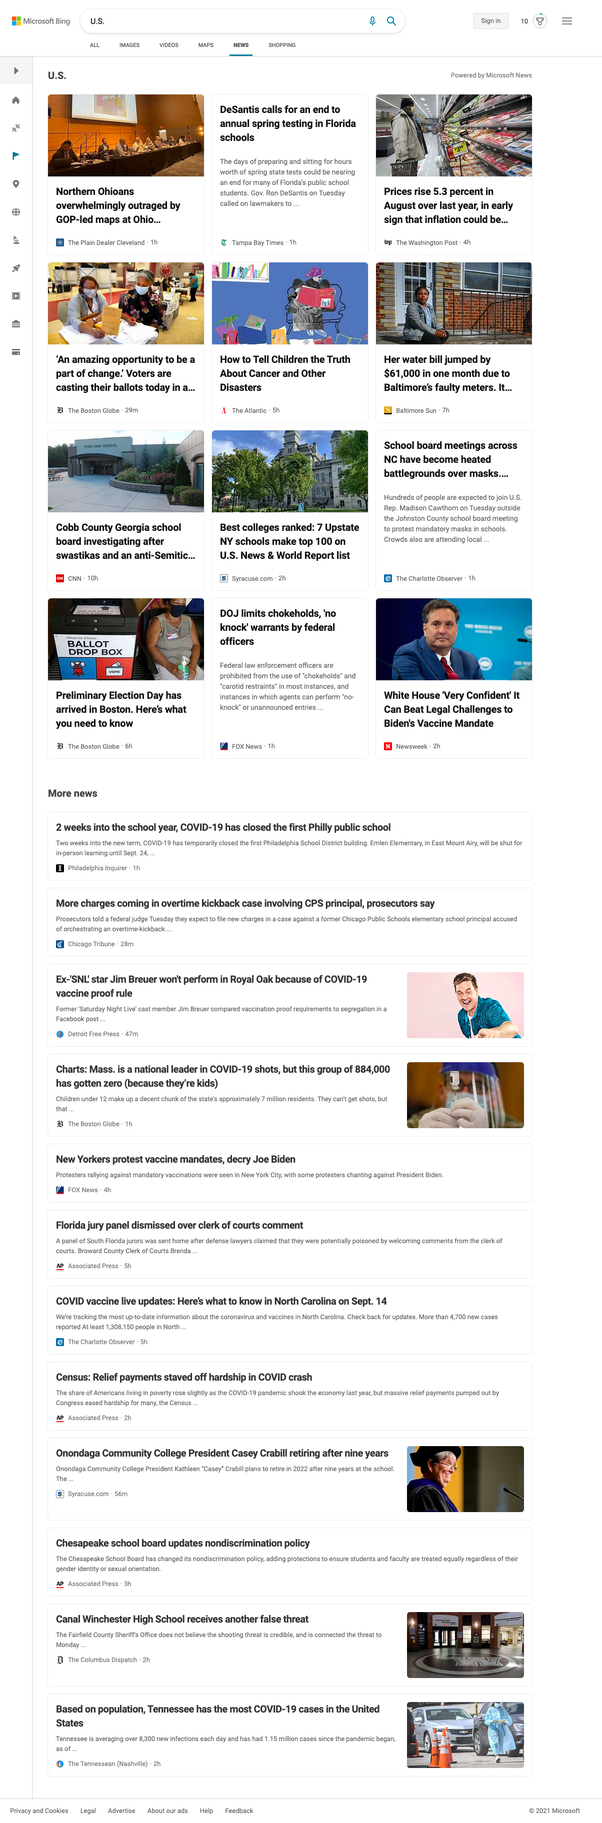 Microsoft Bing
U.S.
Sign in
10
ALL
IMAGES
VIDEOS
MAPS
NEWS
SHOPPING
U.S.
Powered by Microsoft News
Northern Ohioans
overwhelmingly outraged by
GOP-led maps at Ohio...
The Plain Dealer Cleveland · 1h
DeSantis calls for an end to
annual spring testing in Florida
schools
The days of preparing and sitting for hours
worth of spring state tests could be nearing
an end for many of Florida's public school
students. Gov. Ron DeSantis on Tuesday
called on lawmakers to ...
Tampa Bay Times · 1h
Prices rise 5.3 percent in
August over last year, in early
sign that inflation could be...
The Washington Post · 4h
'An amazing opportunity to be a
part of change.' Voters are
casting their ballots today in a...
The Boston Globe · 29m
How to Tell Children the Truth
About Cancer and Other
Disasters
The Atlantic · 5h
Her water bill jumped by
$61,000 in one month due to
Baltimore's faulty meters. It...
Baltimore Sun · 7h
Cobb County Georgia school
board investigating after
swastikas and an anti-Semitic...
CNN · 10h
Best colleges ranked: 7 Upstate
NY schools make top 100 on
U.S. News & World Report list
Syracuse.com · 2h
School board meetings across
NC have become heated
battlegrounds over masks....
Hundreds of people are expected to join U.S.
Rep. Madison Cawthorn on Tuesday outside
the Johnston County school board meeting
to protest mandatory masks in schools.
Crowds also are attending local ...
The Charlotte Observer · 1h
BALLOT
DROP BOX
Preliminary Election Day has
arrived in Boston. Here's what
you need to know
The Boston Globe · 6h
DOJ limits chokeholds, 'no
knock' warrants by federal
officers
Federal law enforcement officers are
prohibited from the use of "chokeholds" and
"carotid restraints" in most instances, and
instances in which agents can perform "no-
knock" or unannounced entries ...
FOX News · 1h
White House 'Very Confident' It
Can Beat Legal Challenges to
Biden's Vaccine Mandate
Newsweek · 2h
More news
2 weeks into the school year, COVID-19 has closed the first Philly public school
Two weeks into the new term, COVID-19 has temporarily closed the first Philadelphia School District building. Emlen Elementary, in East Mount Airy, will be shut for
in-person learning until Sept. 24, ...
Philadelphia Inquirer · 1h
More charges coming in overtime kickback case involving CPS principal, prosecutors say
Prosecutors told a federal judge Tuesday they expect to file new charges in a case against a former Chicago Public Schools elementary school principal accused
of orchestrating an overtime-kickback ...
Chicago Tribune · 28m
Ex-'SNL' star Jim Breuer won't perform in Royal Oak because of COVID-19
vaccine proof rule
Former 'Saturday Night Live' cast member Jim Breuer compared vaccination proof requirements to segregation in a
Facebook post ...
Detroit Free Press · 47m
Charts: Mass. is a national leader in COVID-19 shots, but this group of 884,000
has gotten zero (because they're kids)
Children under 12 make up a decent chunk of the state's approximately 7 million residents. They can't get shots, but
that ...
The Boston Globe · 1h
New Yorkers protest vaccine mandates, decry Joe Biden
Protesters rallying against mandatory vaccinations were seen in New York City, with some protesters chanting against President Biden.
FOX News · 4h
Florida jury panel dismissed over clerk of courts comment
A panel of South Florida jurors was sent home after defense lawyers claimed that they were potentially poisoned by welcoming comments from the clerk of
courts. Broward County Clerk of Courts Brenda ...
Associated Press · 5h
COVID vaccine live updates: Here's what to know in North Carolina on Sept. 14
We're tracking the most up-to-date information about the coronavirus and vaccines in North Carolina. Check back for updates. More than 4,700 new cases
reported At least 1,308,150 people in North ...
The Charlotte Observer · 5h
Census: Relief payments staved off hardship in COVID crash
The share of Americans living in poverty rose slightly as the COVID-19 pandemic shook the economy last year, but massive relief payments pumped out by
Congress eased hardship for many, the Census ...
Associated Press · 2h
Onondaga Community College President Casey Crabill retiring after nine years
Onondaga Community College President Kathleen "Casey" Crabill plans to retire in 2022 after nine years at the school.
The ...
Syracuse.com · 56m
Chesapeake school board updates nondiscrimination policy
The Chesapeake School Board has changed its nondiscrimination policy, adding protections to ensure students and faculty are treated equally regardless of their
gender identity or sexual orientation.
Associated Press · 3h
Canal Winchester High School receives another false threat
The Fairfield County Sheriff's Office does not believe the shooting threat is credible, and is connected the threat to
Monday ...
The Columbus Dispatch · 2h
Based on population, Tennessee has the most COVID-19 cases in the United
States
Tennessee is averaging over 8,300 new infections each day and has had 1.15 million cases since the pandemic began,
as of ...
The Tennessean (Nashville) · 2h
Privacy and Cookies
Legal
Advertise
About our ads
Help
Feedback
© 2021 Microsoft